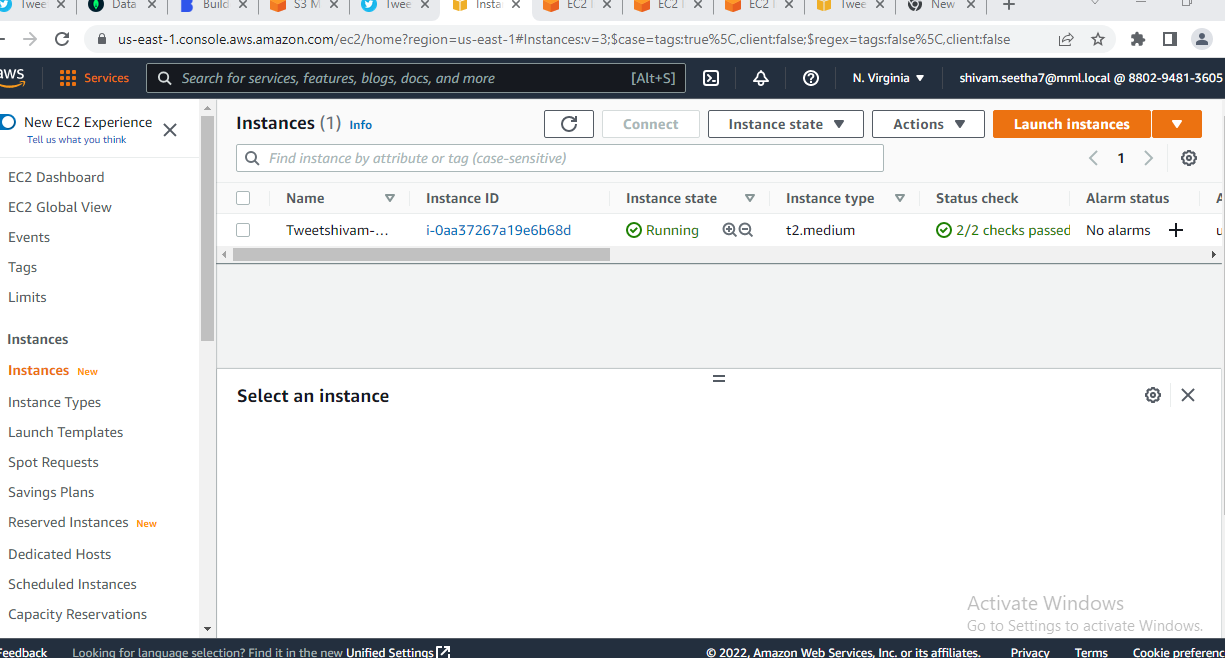 Twee
Data
Build
S3 M
Twee
Insta
EC2
EC2
EC2
Twee
New
us-east-1.console.aws.amazon.com/ec2/home?region=us-east-1#Instances:v=3;$case=tags:true%5C,client:false;$regex=tags:false%5C,client:false
aws
Services
Search for services, features, blogs, docs, and more
[Alt+S]
N. Virginia
shivam.seetha7@mml.local @ 8802-9481-3605
New EC2 Experience
Tell us what you think
EC2 Dashboard
EC2 Global View
Events
Tags
Limits
Instances
Instances New
Instance Types
Launch Templates
Spot Requests
Savings Plans
Reserved Instances New
Dedicated Hosts
Scheduled Instances
Capacity Reservations
Instances (1) Info
Connect
Instance state
Actions
Launch instances
Find instance by attribute or tag (case-sensitive)
1
Name
Instance ID
Instance state
Instance type
Status check
Alarm status
A
Tweetshivam-...
i-0aa37267a19e6b68d
Running
t2.medium
2/2 checks passed
No alarms
u
Select an instance
Activate Windows
Go to Settings to activate Windows.
Feedback
Looking for language selection? Find it in the new Unified Settings
© 2022, Amazon Web Services, Inc. or its affiliates.
Privacy
Terms
Cookie preferenc